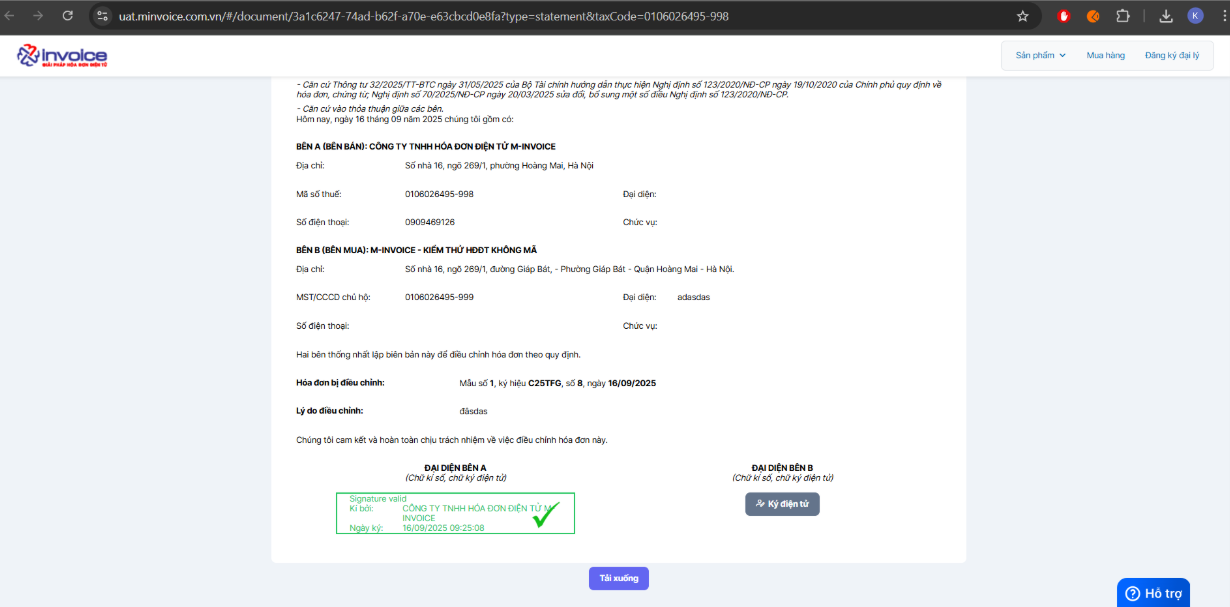 uat.minvoice.com.vn/#/document/3a1c6247-74ad-b62f-a70e-e63cbcd0e8fa?type=statement&taxCode=0106026495-998
K
invoice
GIẢI PHÁP HÓA ĐƠN ĐIỆN TỬ
Sản phẩm
Mua hàng
Đăng ký đại lý
- Căn cứ Thông tư 32/2025/TT-BTC ngày 31/05/2025 của Bộ Tài chính hướng dẫn thực hiện Nghị định số 123/2020/NĐ-CP ngày 19/10/2020 của Chính phủ quy định về
hóa đơn, chứng từ; Nghị định số 70/2025/NĐ-CP ngày 20/03/2025 sửa đổi, bổ sung một số điều Nghị định số 123/2020/NĐ-CP.
- Căn cứ vào thỏa thuận giữa các bên.
Hôm nay, ngày 16 tháng 09 năm 2025 chúng tôi gồm có:
BÊN A (BÊN BÁN): CÔNG TY TNHH HÓA ĐƠN ĐIỆN TỬ M-INVOICE
Địa chỉ: Số nhà 16, ngõ 269/1, phường Hoàng Mai, Hà Nội
Mã số thuế: 0106026495-998 Đại diện:
Số điện thoại: 0909469126 Chức vụ:
BÊN B (BÊN MUA): M-INVOICE - KIỂM THỬ HĐĐT KHÔNG MÃ
Địa chỉ: Số nhà 16, ngõ 269/1, đường Giáp Bát, - Phường Giáp Bát - Quận Hoàng Mai - Hà Nội.
MST/CCCD chủ hộ: 0106026495-999 Đại diện: adasdas
Số điện thoại: Chức vụ:
Hai bên thống nhất lập biên bản này để điều chỉnh hóa đơn theo quy định.
Hóa đơn bị điều chỉnh: Mẫu số 1, ký hiệu C25TFG, số 8, ngày 16/09/2025
Lý do điều chỉnh: đâsdas
Chúng tôi cam kết và hoàn toàn chịu trách nhiệm về việc điều chỉnh hóa đơn này.
ĐẠI DIỆN BÊN A ĐẠI DIỆN BÊN B
(Chữ kí số, chữ ký điện tử) (Chữ kí số, chữ ký điện tử)
Signature valid
Kí bởi: CÔNG TY TNHH HÓA ĐƠN ĐIỆN TỬ M-
INVOICE
Ngày ký: 16/09/2025 09:25:08
Ký điện tử
Tải xuống
Hỗ trợ